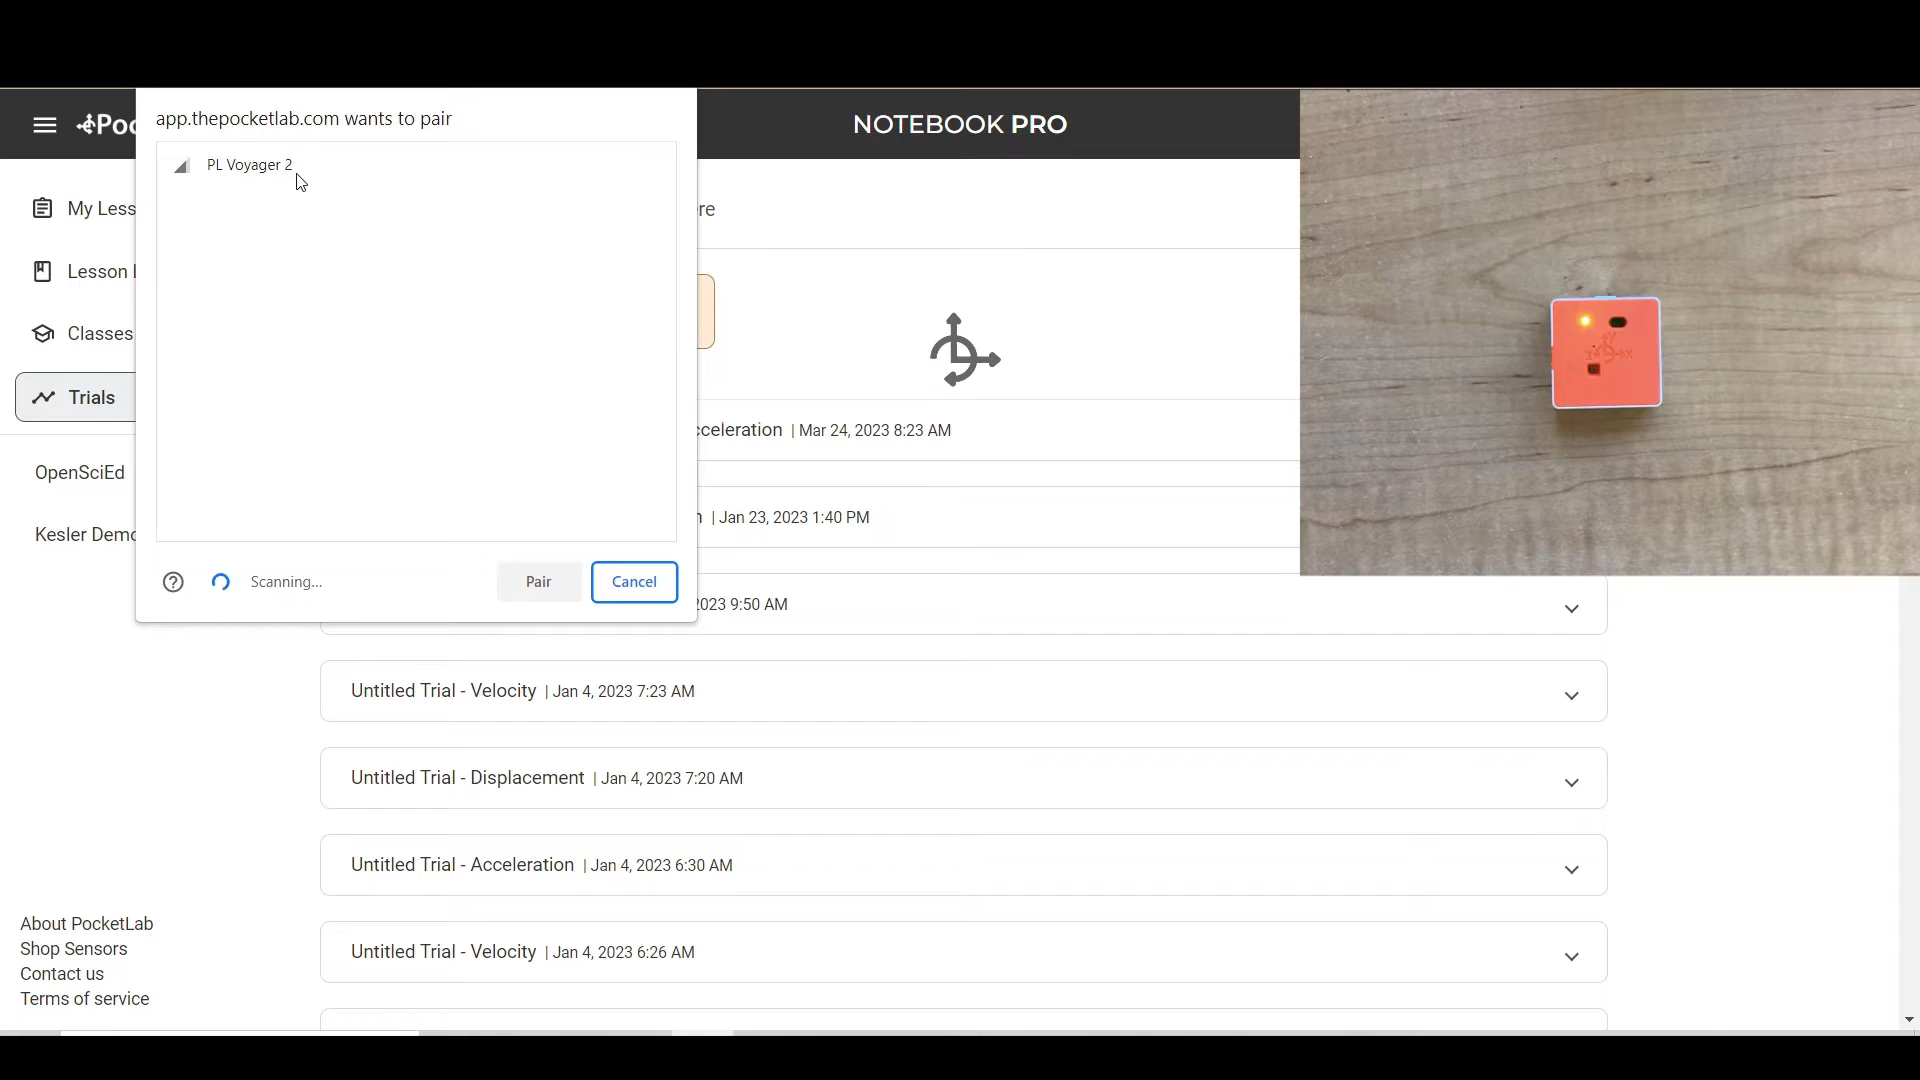 app.thepocketlab.com wants to pair
PL Voyager 2
Scanning...
Pair
Cancel
Poc
NOTEBOOK PRO
My Less
Lesson
Classes
Trials
OpenSciEd
Kesler Demo
About PocketLab
Shop Sensors
Contact us
Terms of service
re
cceleration | Mar 24, 2023 8:23 AM
n | Jan 23, 2023 1:40 PM
2023 9:50 AM
Untitled Trial - Velocity | Jan 4, 2023 7:23 AM
Untitled Trial - Displacement | Jan 4, 2023 7:20 AM
Untitled Trial - Acceleration | Jan 4, 2023 6:30 AM
Untitled Trial - Velocity | Jan 4, 2023 6:26 AM